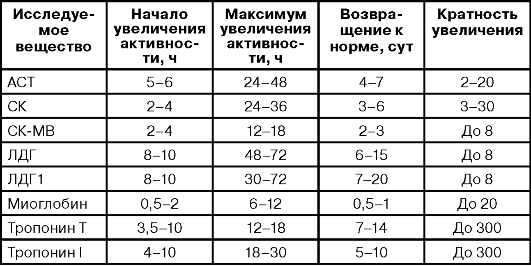 Исследуе- Начало Максимум Возвра- Кратность
мое увеличения увеличения щение к увеличения
вещество активнос- активнос- норме, сут
ти, ч ти, ч
АСТ 5–6 24–48 4–7 2–20
СК 2–4 24–36 3–6 3–30
СК-МВ 2–4 12–18 2–3 До 8
ЛДГ 8–10 48–72 6–15 До 8
ЛДГ1 8–10 30–72 7–20 До 8
Миоглобин 0,5–2 6–12 0,5–1 До 20
Тропонин Т 3,5–10 12–18 7–14 До 300
Тропонин I 4–10 18–30 5–10 До 300